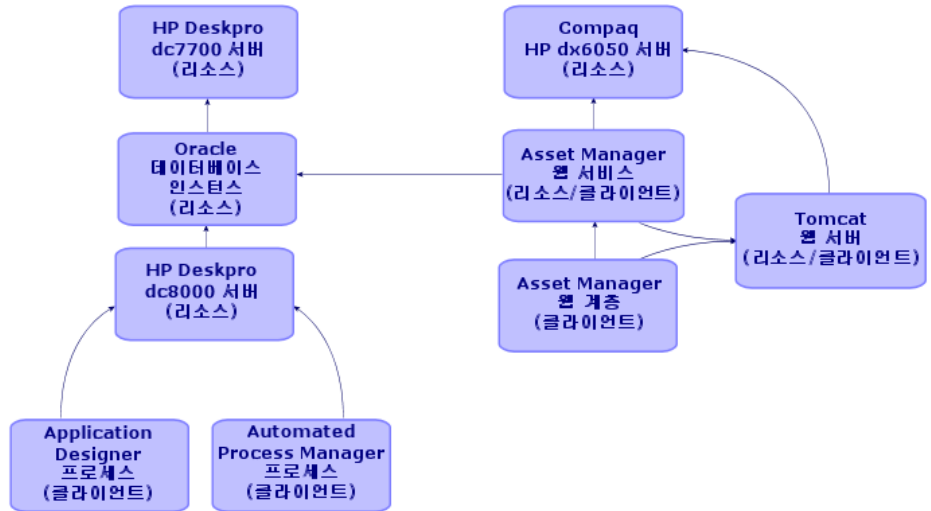 HP Deskpro
dc7700 서버
(리소스)
Compaq
HP dx6050 서버
(리소스)
Oracle
데이터베이스
인스턴스
(리소스)
Asset Manager
웹 서비스
(리소스/클라이언트)
Tomcat
웹 서버
(리소스/클라이언트)
HP Deskpro
dc8000 서버
(리소스)
Asset Manager
웹 계층
(클라이언트)
Application
Designer
프로세스
(클라이언트)
Automated
Process Manager
프로세스
(클라이언트)